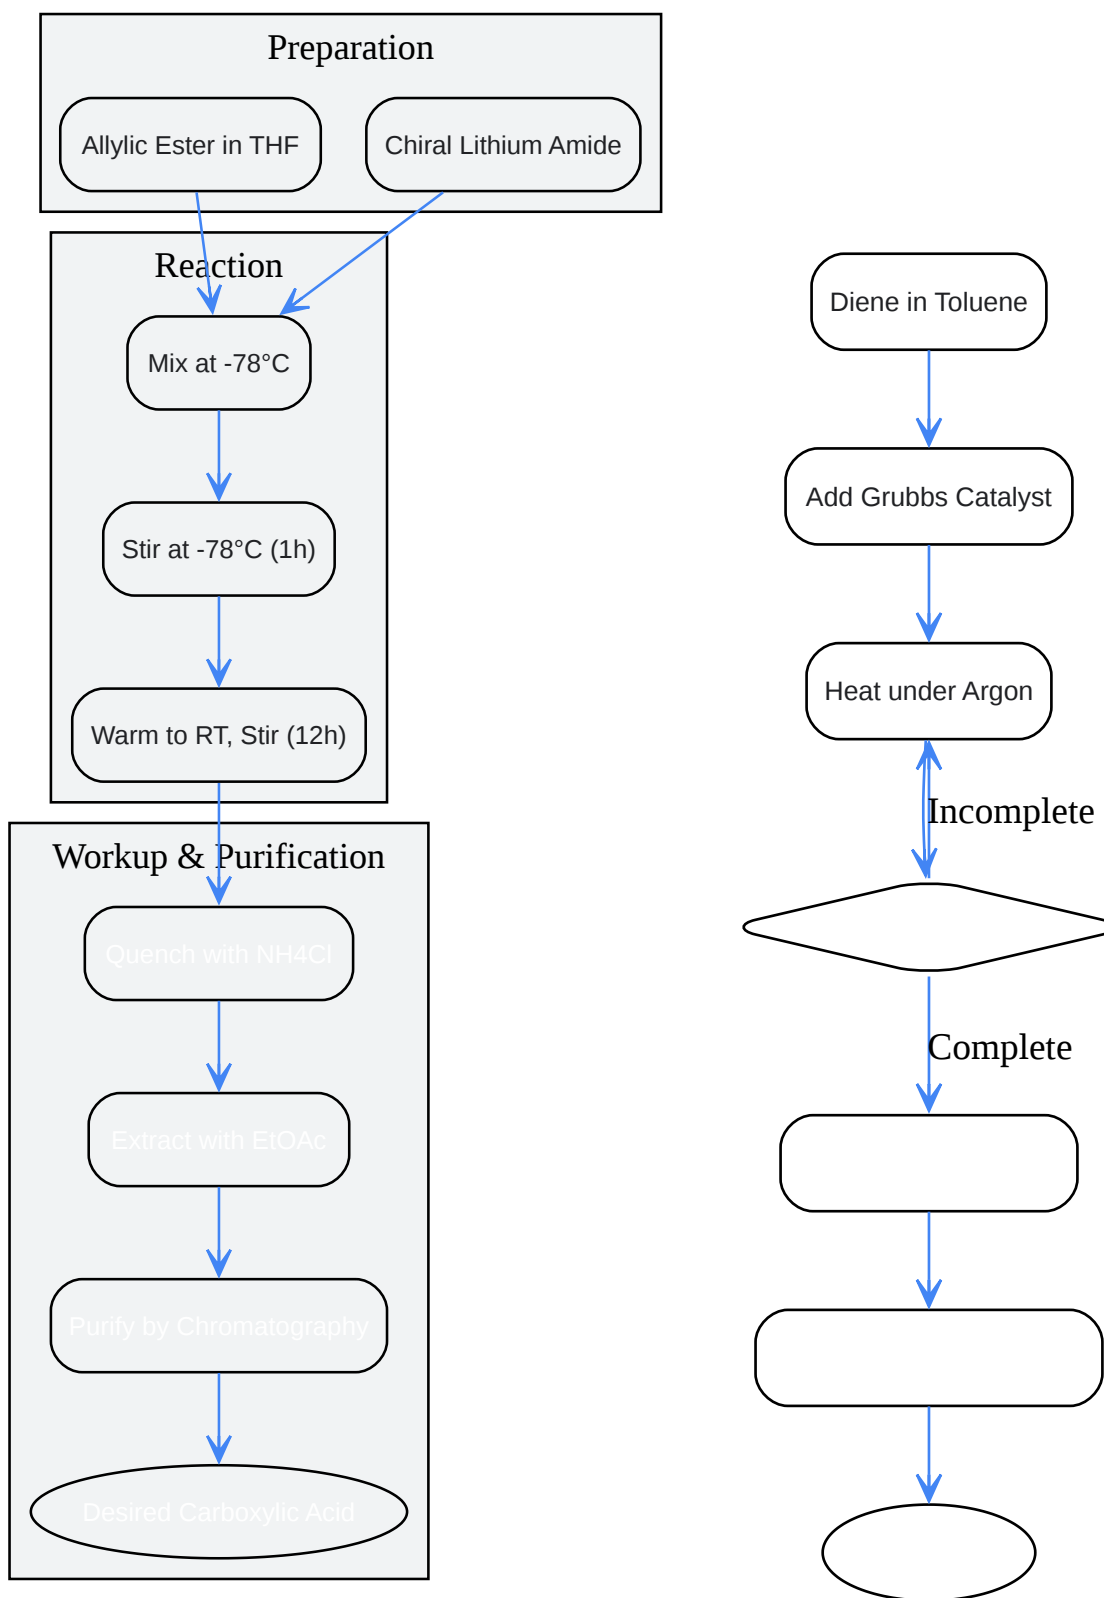 Preparation
Allylic Ester in THF
Chiral Lithium Amide
Reaction
Mix at -78°C
Stir at -78°C (1h)
Warm to RT, Stir (12h)
Workup & Purification
Quench with NH4Cl
Extract with EtOAc
Purify by Chromatography
Desired Carboxylic Acid
Diene in Toluene
Add Grubbs Catalyst
Heat under Argon
Incomplete
Complete